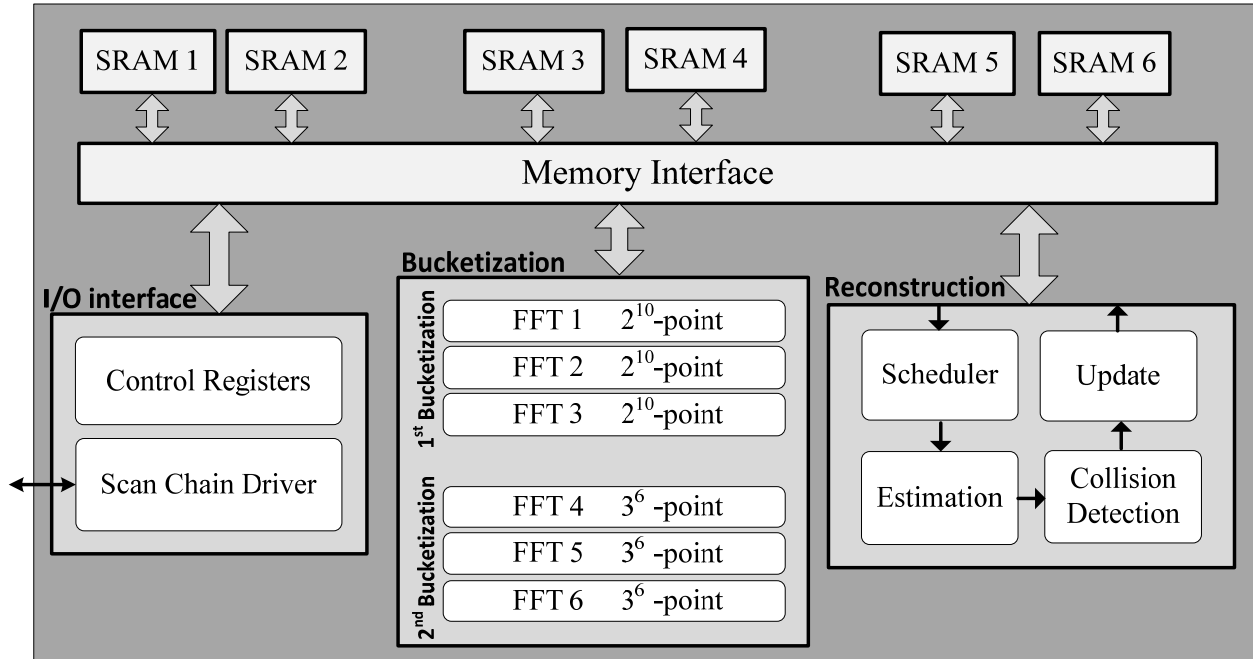 SRAM 1
SRAM 2
SRAM 3
SRAM 4
SRAM 5
SRAM 6
Memory Interface
I/O interface
Control Registers
Scan Chain Driver
Bucketization
1st Bucketization
FFT 1 2^10-point
FFT 2 2^10-point
FFT 3 2^10-point
2nd Bucketization
FFT 4 3^6 -point
FFT 5 3^6 -point
FFT 6 3^6 -point
Reconstruction
Scheduler
Update
Estimation
Collision
Detection